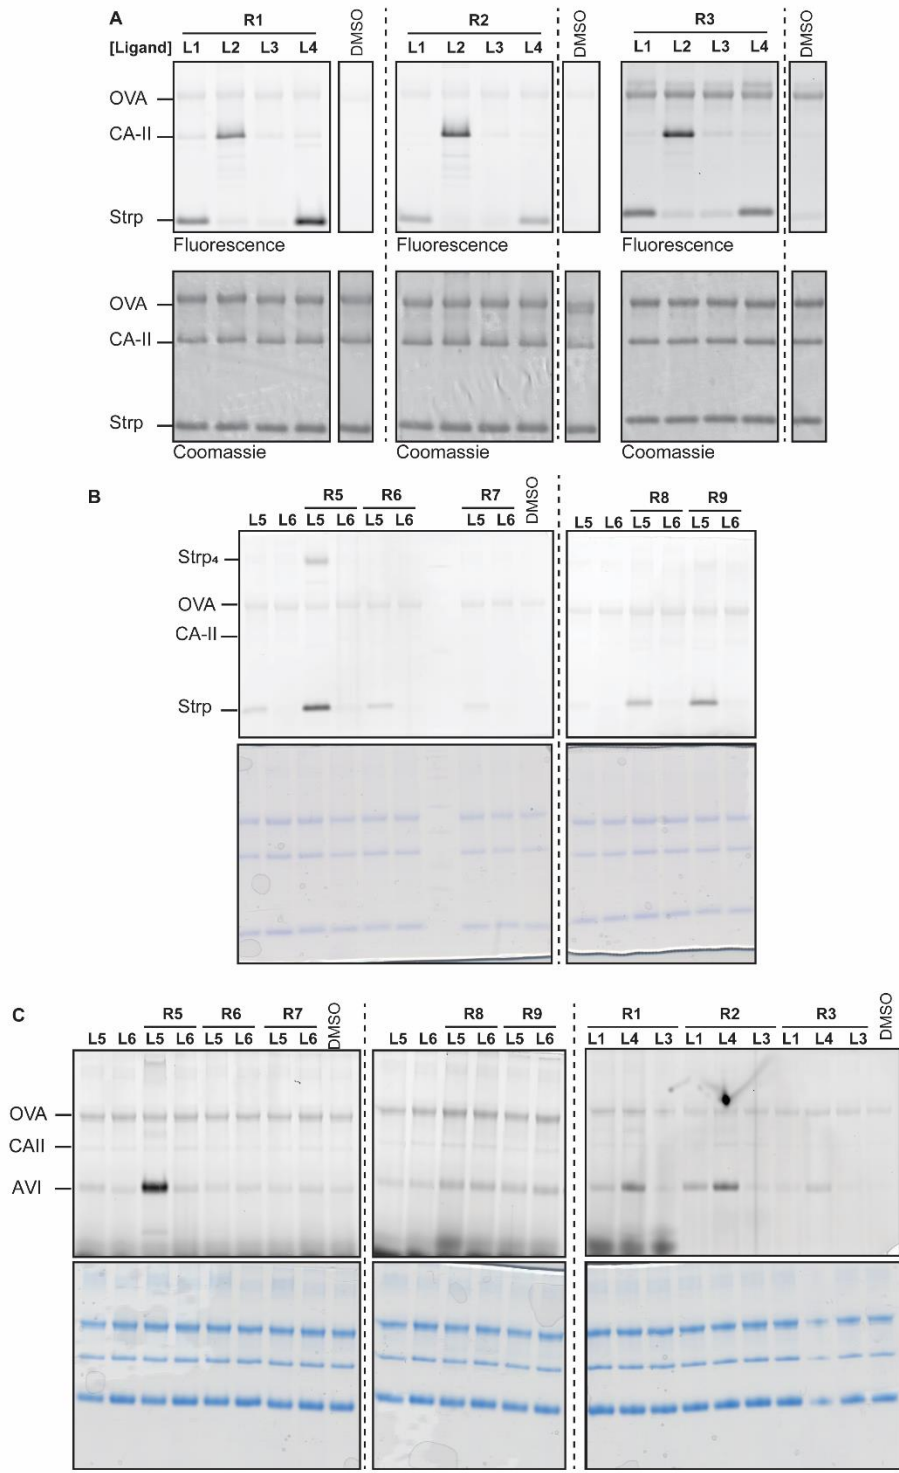 A
R1 R2 R3
[Ligand] L1 L2 L3 L4 DMSO L1 L2 L3 L4 DMSO L1 L2 L3 L4 DMSO
OVA
CA-II
Strp
Fluorescence Fluorescence Fluorescence
OVA
CA-II
Strp
Coomassie Coomassie Coomassie
B
R5 R6 R7 R8 R9
L5 L6 L5 L6 L5 L6 L5 L6 DMSO L5 L6 L5 L6 L5 L6
Strp₄
OVA
CA-II
Strp
C
R5 R6 R7 R8 R9 R1 R2 R3
L5 L6 L5 L6 L5 L6 L5 L6 DMSO L5 L6 L5 L6 L5 L6 L1 L4 L3 L1 L4 L3 L1 L4 L3 DMSO
OVA
CAII
AVI